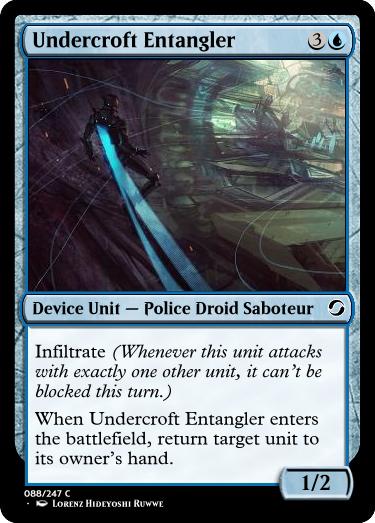 Undercroft Entangler 3
Device Unit — Police Droid Saboteur
Infiltrate (Whenever this unit attacks
with exactly one other unit, it can't be
blocked this turn.)
When Undercroft Entangler enters
the battlefield, return target unit to
its owner's hand.
1/2
088/247 C
· Lorenz Hideyoshi Ruwwe